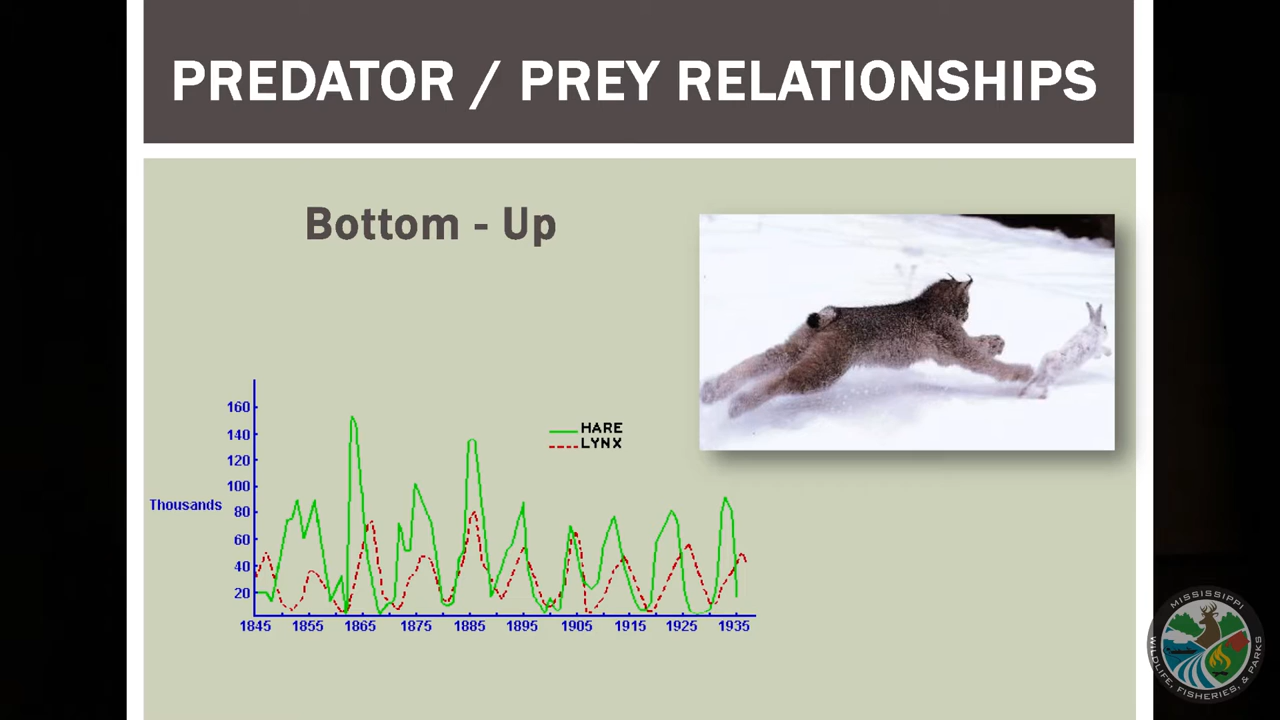 PREDATOR / PREY RELATIONSHIPS
Bottom - Up
160
140
120
100
80
60
40
20
Thousands
HARE
LYNX
1845 1855 1865 1875 1885 1895 1905 1915 1925 1935
MISSISSIPPI
WILDLIFE, FISHERIES, & PARKS